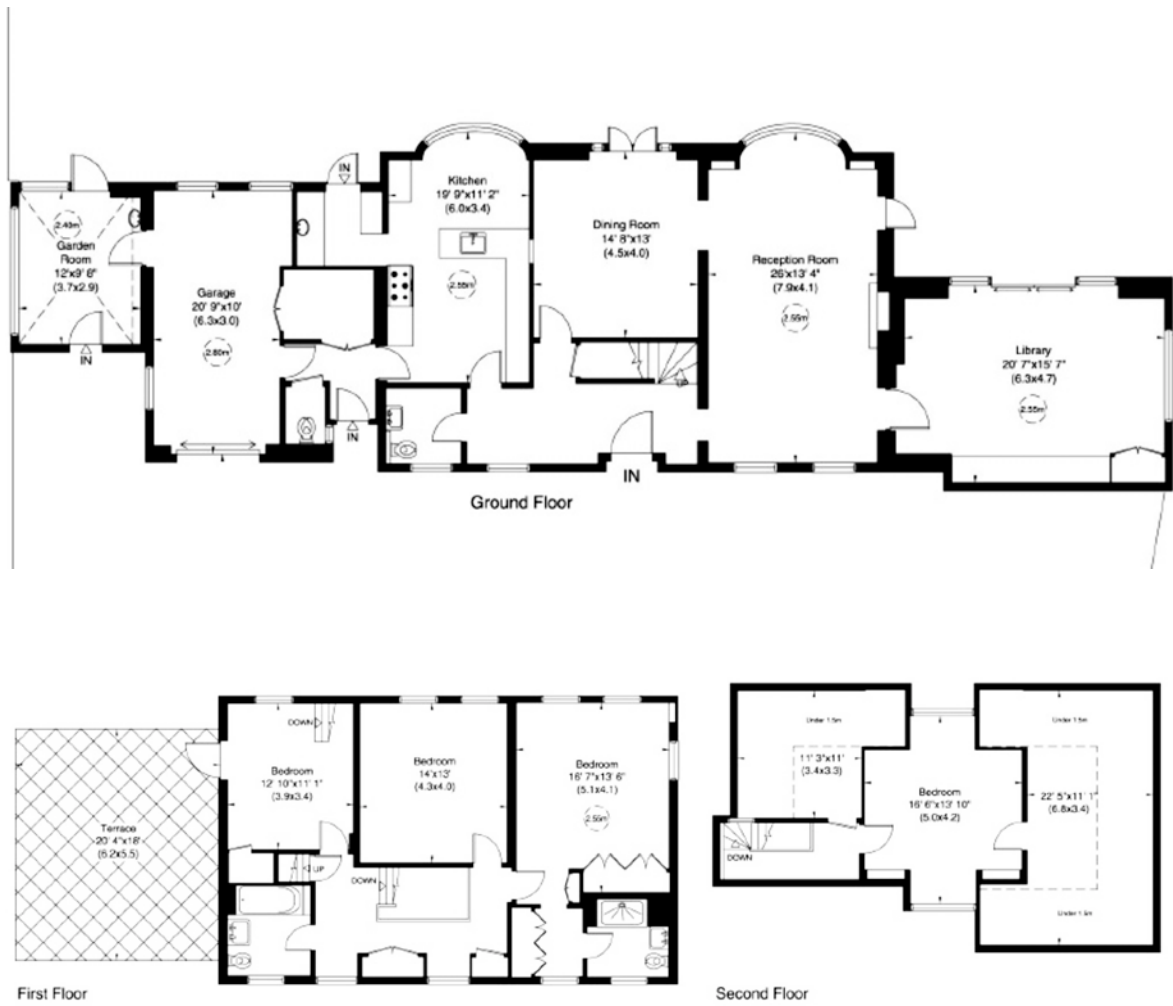 IN
Kitchen
19' 9"x11' 2"
(6.0x3.4)
2.55m
2.40m
Garden
Room
12'x9' 6"
(3.7x2.9)
IN
Garage
20' 9"x10'
(6.3x3.0)
2.60m
IN
Dining Room
14' 8"x13'
(4.5x4.0)
Reception Room
26'x13' 4"
(7.9x4.1)
2.55m
Library
20' 7"x15' 7"
(6.3x4.7)
2.55m
IN
Ground Floor
Terrace
20' 4"x18'
(6.2x5.5)
DOWN
Bedroom
12' 10"x11' 1"
(3.9x3.4)
UP
DOWN
Bedroom
14'x13'
(4.3x4.0)
Bedroom
16' 7"x13' 6"
(5.1x4.1)
2.55m
First Floor
Under 1.5m
11' 3"x11'
(3.4x3.3)
DOWN
Bedroom
16' 6"x13' 10"
(5.0x4.2)
Under 1.5m
22' 5"x11' 1"
(6.8x3.4)
Under 1.5m
Second Floor